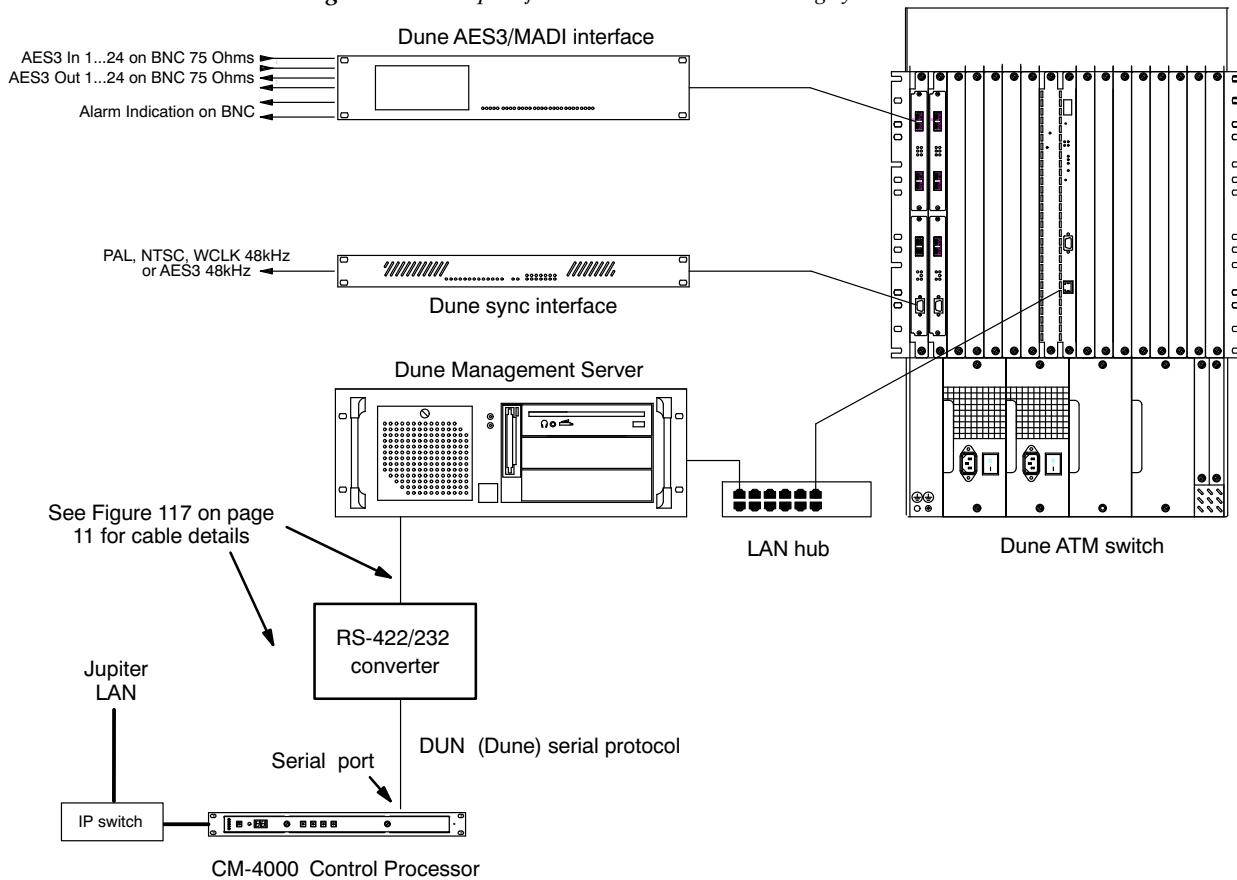 Dune AES3/MADI interface
AES3 In 1...24 on BNC 75 Ohms
AES3 Out 1...24 on BNC 75 Ohms
Alarm Indication on BNC
PAL, NTSC, WCLK 48kHz
or AES3 48kHz
Dune sync interface
Dune Management Server
See Figure 117 on page
11 for cable details
LAN hub
Dune ATM switch
RS-422/232
converter
Jupiter
LAN
DUN (Dune) serial protocol
Serial port
IP switch
CM-4000 Control Processor